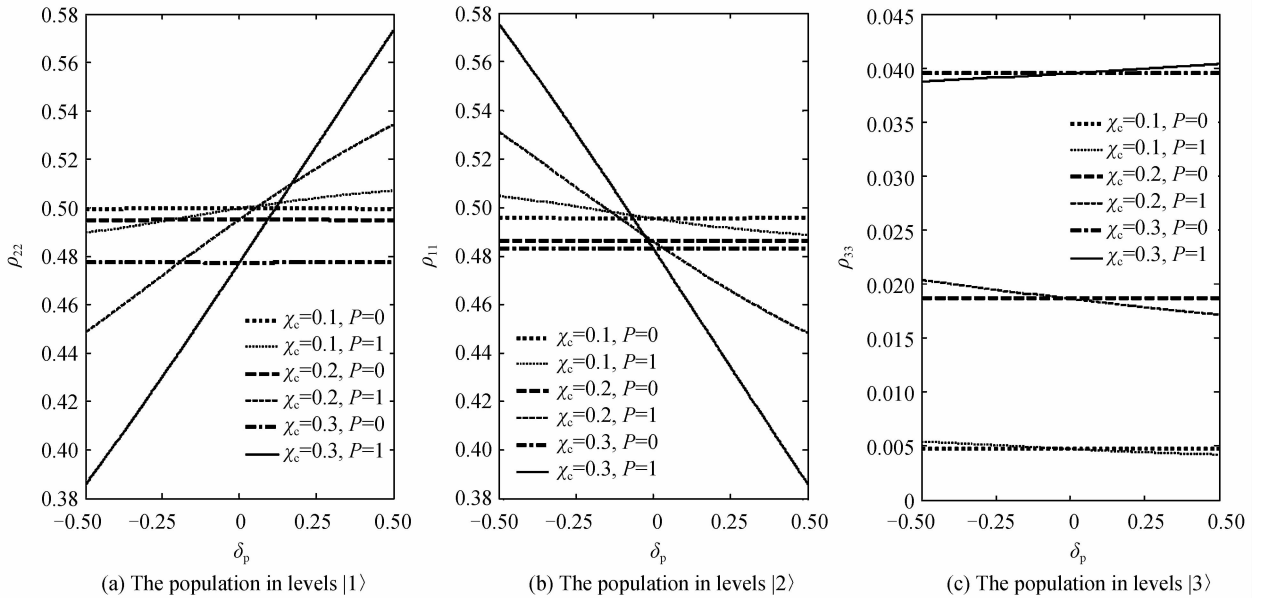 0.58
0.56
0.54
0.52
0.50
0.48
0.46
0.44
0.42
0.40
0.38
ρ22
χc=0.1, P=0
χc=0.1, P=1
χc=0.2, P=0
χc=0.2, P=1
χc=0.3, P=0
χc=0.3, P=1
−0.50 −0.25 0 0.25 0.50
δp
(a) The population in levels |1⟩
0.58
0.56
0.54
0.52
0.50
0.48
0.46
0.44
0.42
0.40
0.38
ρ11
χc=0.1, P=0
χc=0.1, P=1
χc=0.2, P=0
χc=0.2, P=1
χc=0.3, P=0
χc=0.3, P=1
−0.50 −0.25 0 0.25 0.50
δp
(b) The population in levels |2⟩
0.045
0.040
0.035
0.030
0.025
0.020
0.015
0.010
0.005
0
ρ33
χc=0.1, P=0
χc=0.1, P=1
χc=0.2, P=0
χc=0.2, P=1
χc=0.3, P=0
χc=0.3, P=1
−0.50 −0.25 0 0.25 0.50
δp
(c) The population in levels |3⟩